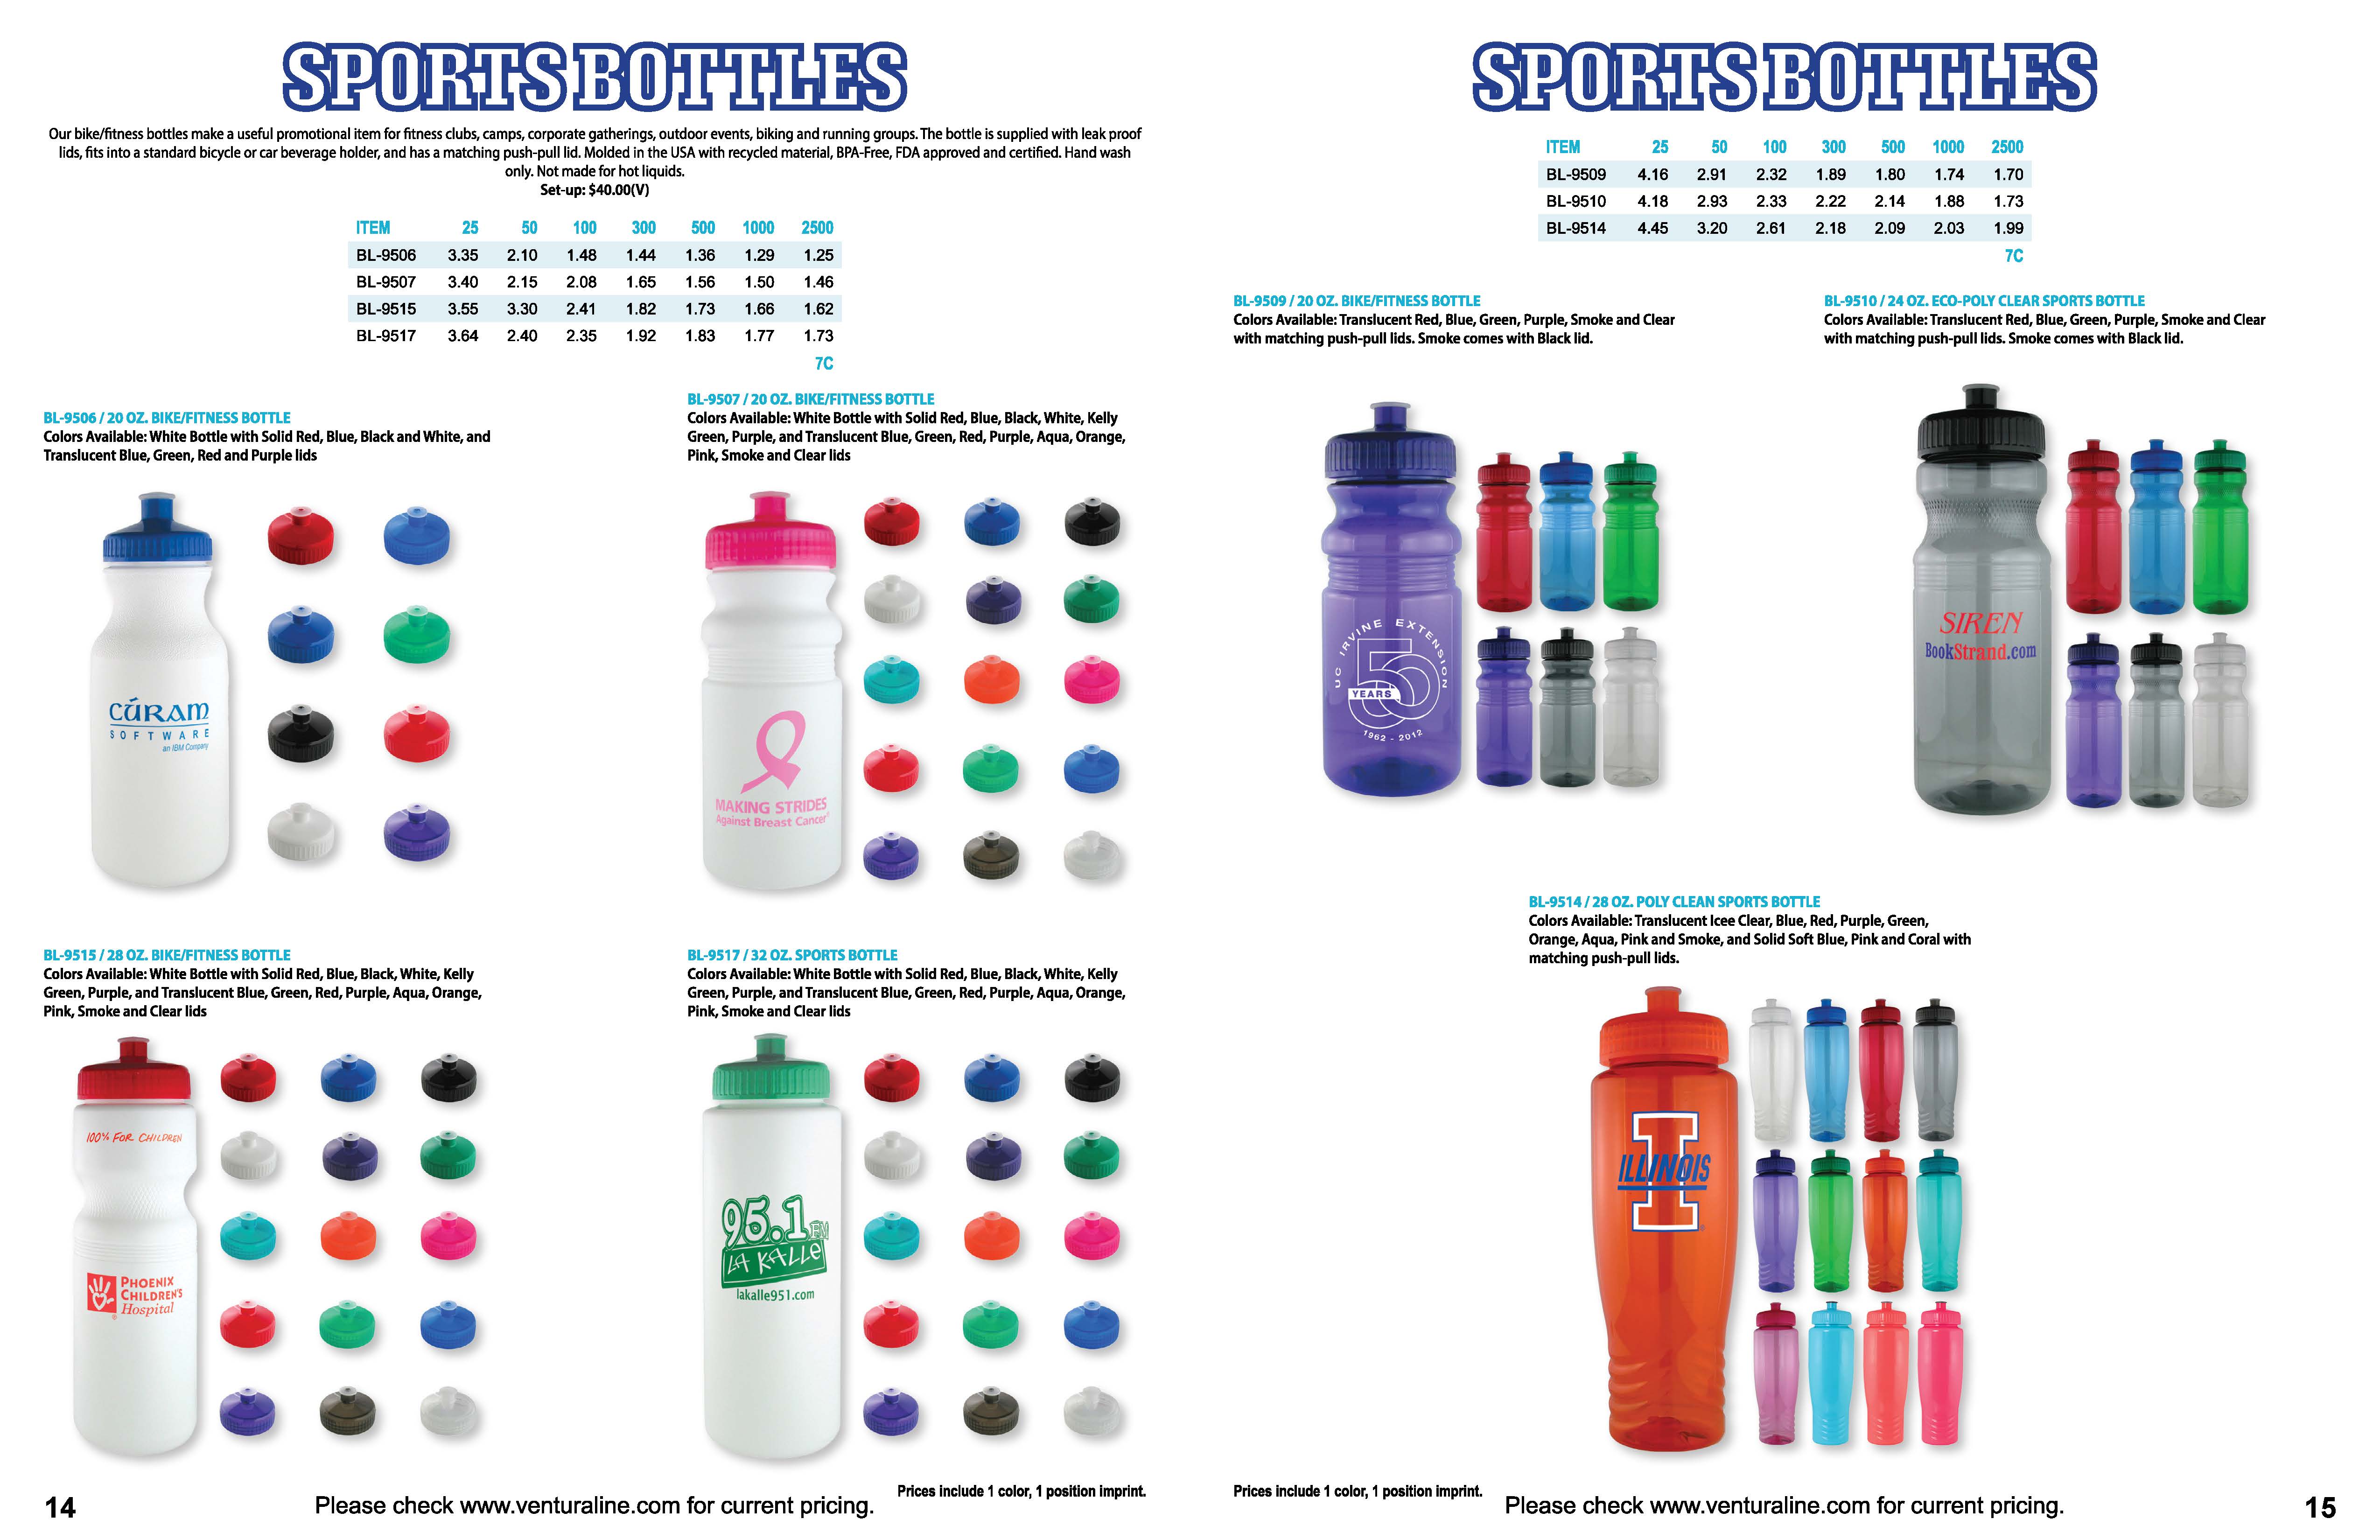 SPORTS BOTTLES
Our bike/fitness bottles make a useful promotional item for fitness clubs, camps, corporate gatherings, outdoor events, biking and running groups. The bottle is supplied with leak proof
lids, fits into a standard bicycle or car beverage holder, and has a matching push-pull lid. Molded in the USA with recycled material, BPA-Free, FDA approved and certified. Hand wash
only. Not made for hot liquids.
Set-up: $40.00(V)
ITEM 25 50 100 300 500 1000 2500
BL-9506 3.35 2.10 1.48 1.44 1.36 1.29 1.25
BL-9507 3.40 2.15 2.08 1.65 1.56 1.50 1.46
BL-9515 3.55 3.30 2.41 1.82 1.73 1.66 1.62
BL-9517 3.64 2.40 2.35 1.92 1.83 1.77 1.73
7C
BL-9506 / 20 OZ. BIKE/FITNESS BOTTLE
Colors Available: White Bottle with Solid Red, Blue, Black and White, and
Translucent Blue, Green, Red and Purple lids
CÚRAM
SOFTWARE
an IBM Company
BL-9507 / 20 OZ. BIKE/FITNESS BOTTLE
Colors Available: White Bottle with Solid Red, Blue, Black, White, Kelly
Green, Purple, and Translucent Blue, Green, Red, Purple, Aqua, Orange,
Pink, Smoke and Clear lids
MAKING STRIDES
Against Breast Cancer®
BL-9515 / 28 OZ. BIKE/FITNESS BOTTLE
Colors Available: White Bottle with Solid Red, Blue, Black, White, Kelly
Green, Purple, and Translucent Blue, Green, Red, Purple, Aqua, Orange,
Pink, Smoke and Clear lids
100% FOR CHILDREN
PHOENIX
CHILDREN'S
Hospital
®
BL-9517 / 32 OZ. SPORTS BOTTLE
Colors Available: White Bottle with Solid Red, Blue, Black, White, Kelly
Green, Purple, and Translucent Blue, Green, Red, Purple, Aqua, Orange,
Pink, Smoke and Clear lids
95.1 FM
LA KALLE
lakalle951.com
Prices include 1 color, 1 position imprint.
14
Please check www.venturaline.com for current pricing.
SPORTS BOTTLES
ITEM 25 50 100 300 500 1000 2500
BL-9509 4.16 2.91 2.32 1.89 1.80 1.74 1.70
BL-9510 4.18 2.93 2.33 2.22 2.14 1.88 1.73
BL-9514 4.45 3.20 2.61 2.18 2.09 2.03 1.99
7C
BL-9509 / 20 OZ. BIKE/FITNESS BOTTLE
Colors Available: Translucent Red, Blue, Green, Purple, Smoke and Clear
with matching push-pull lids. Smoke comes with Black lid.
UC IRVINE EXTENSION
50
YEARS
1962 - 2012
BL-9510 / 24 OZ. ECO-POLY CLEAR SPORTS BOTTLE
Colors Available: Translucent Red, Blue, Green, Purple, Smoke and Clear
with matching push-pull lids. Smoke comes with Black lid.
SIREN
BookStrand.com
BL-9514 / 28 OZ. POLY CLEAN SPORTS BOTTLE
Colors Available: Translucent Icee Clear, Blue, Red, Purple, Green,
Orange, Aqua, Pink and Smoke, and Solid Soft Blue, Pink and Coral with
matching push-pull lids.
I
ILLINOIS
®
Prices include 1 color, 1 position imprint.
Please check www.venturaline.com for current pricing.
15